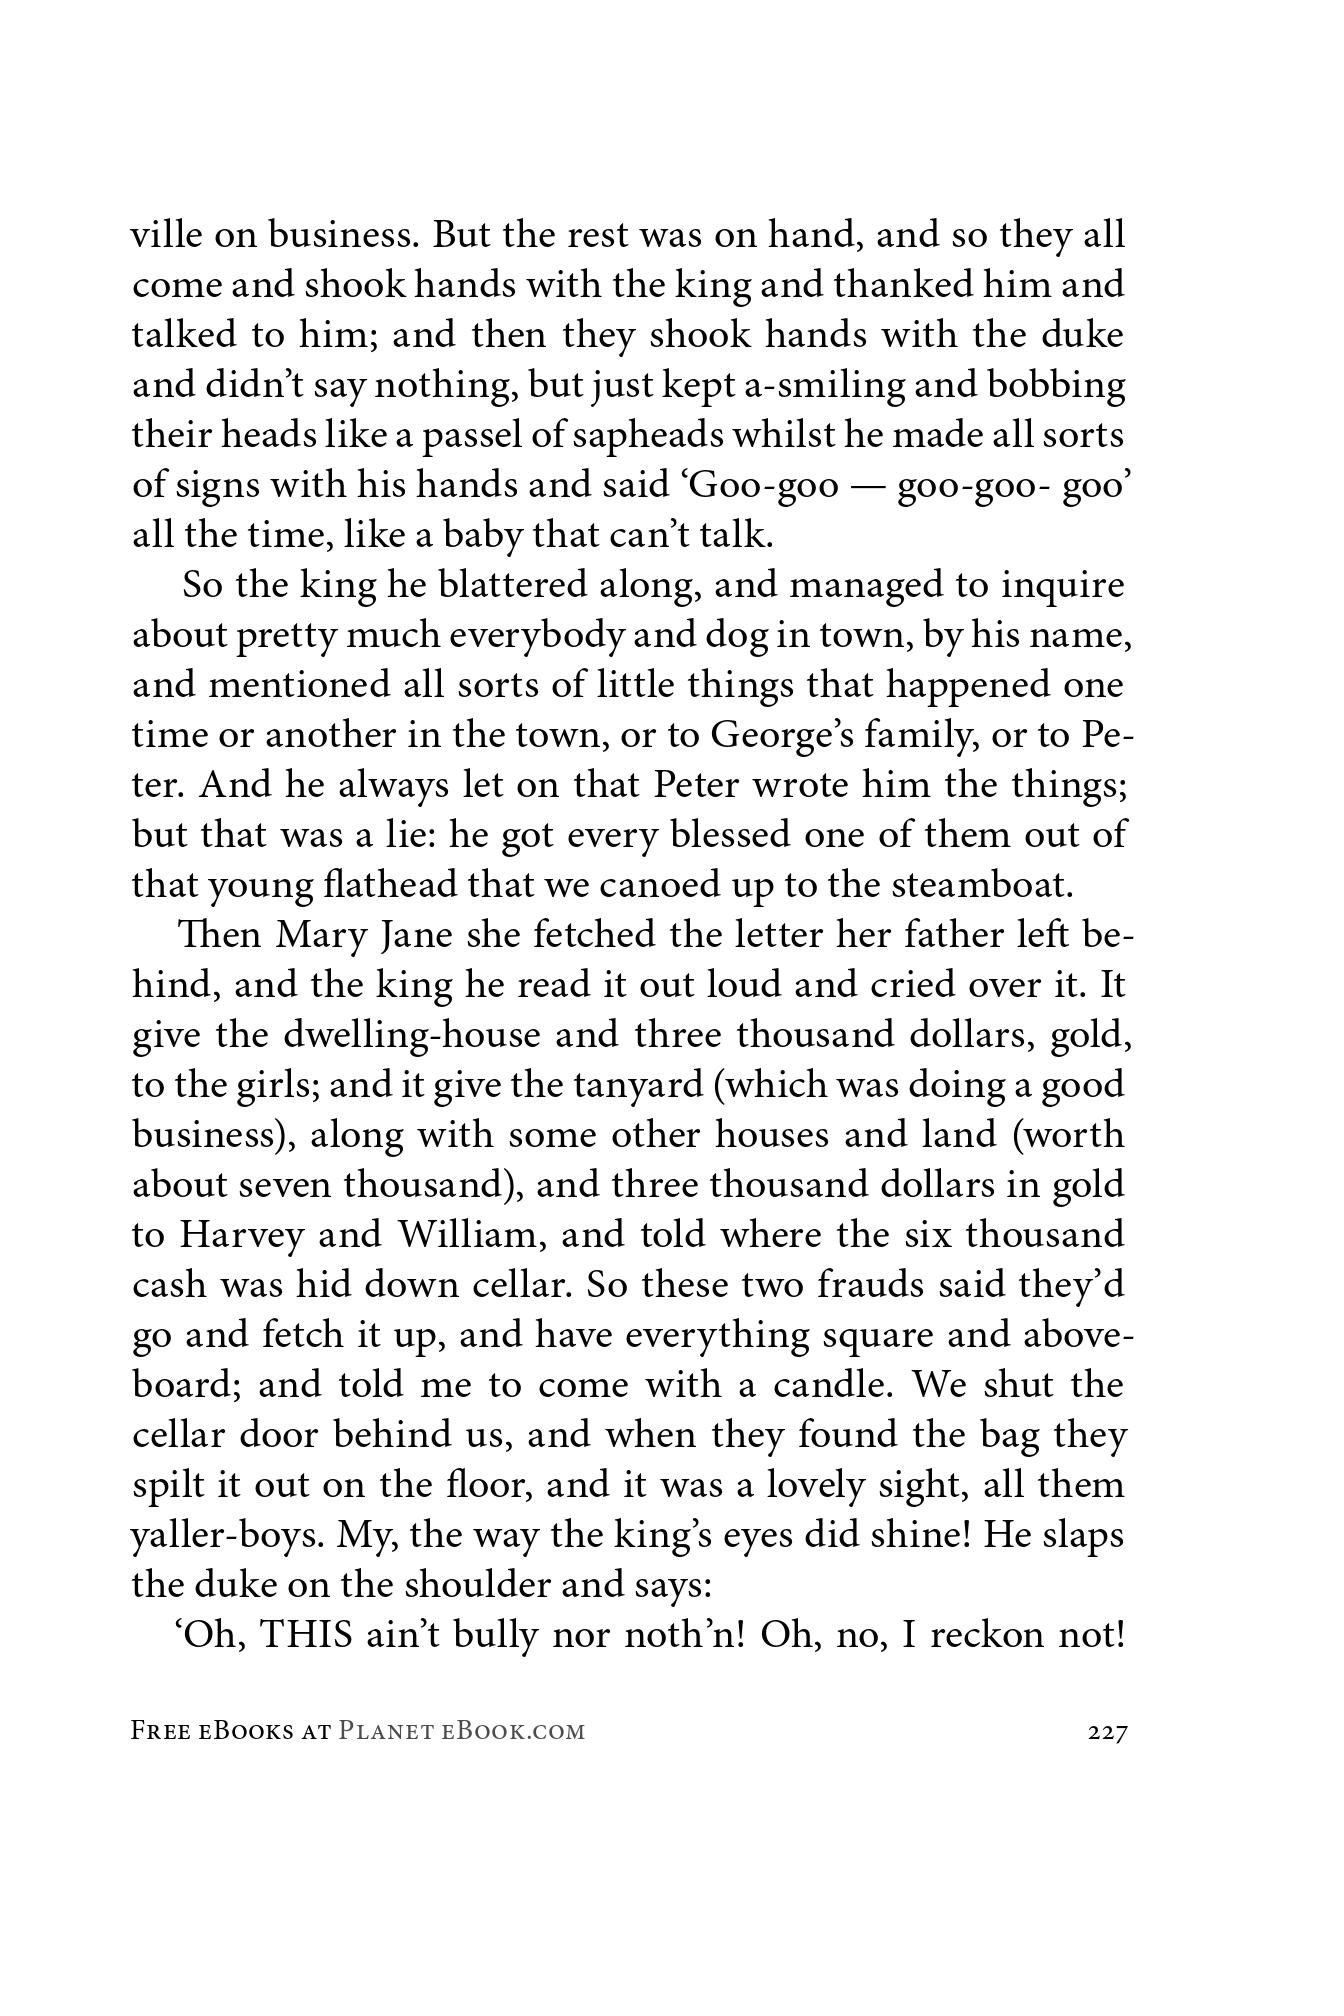 ville on business. But the rest was on hand, and so they all
come and shook hands with the king and thanked him and
talked to him; and then they shook hands with the duke
and didn’t say nothing, but just kept a-smiling and bobbing
their heads like a passel of sapheads whilst he made all sorts
of signs with his hands and said ‘Goo-goo — goo-goo- goo’
all the time, like a baby that can’t talk.
So the king he blattered along, and managed to inquire
about pretty much everybody and dog in town, by his name,
and mentioned all sorts of little things that happened one
time or another in the town, or to George’s family, or to Pe-
ter. And he always let on that Peter wrote him the things;
but that was a lie: he got every blessed one of them out of
that young flathead that we canoed up to the steamboat.
Then Mary Jane she fetched the letter her father left be-
hind, and the king he read it out loud and cried over it. It
give the dwelling-house and three thousand dollars, gold,
to the girls; and it give the tanyard (which was doing a good
business), along with some other houses and land (worth
about seven thousand), and three thousand dollars in gold
to Harvey and William, and told where the six thousand
cash was hid down cellar. So these two frauds said they’d
go and fetch it up, and have everything square and above-
board; and told me to come with a candle. We shut the
cellar door behind us, and when they found the bag they
spilt it out on the floor, and it was a lovely sight, all them
yaller-boys. My, the way the king’s eyes did shine! He slaps
the duke on the shoulder and says:
‘Oh, THIS ain’t bully nor noth’n! Oh, no, I reckon not!
Free eBooks at Planet eBook.com 227